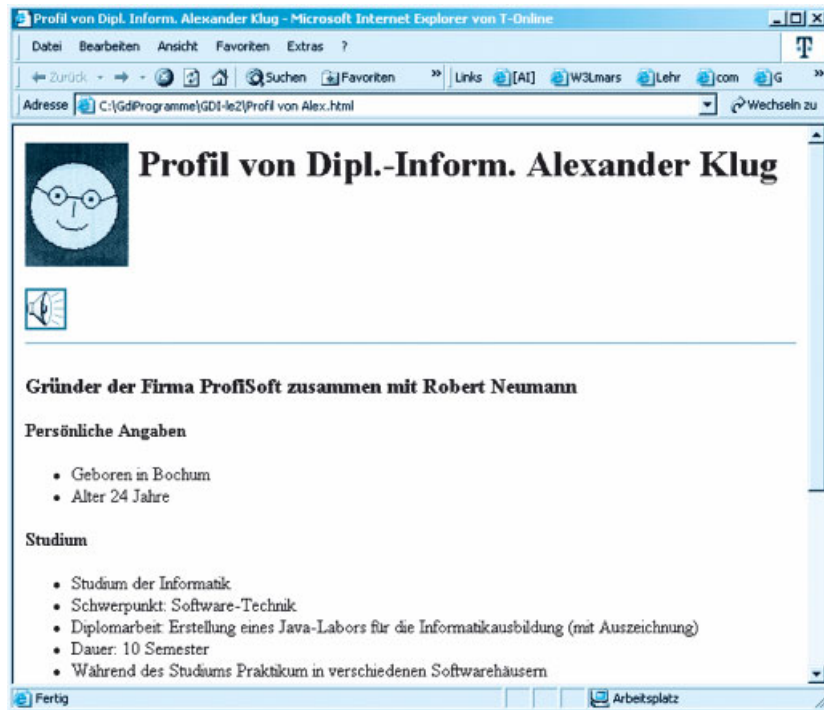 Profil von Dipl. Inform. Alexander Klug - Microsoft Internet Explorer von T-Online
Datei Bearbeiten Ansicht Favoriten Extras ?
Zurück Suchen Favoriten » Links [AI] W3Lmars Lehr com G »
Adresse C:\GdiProgramme\GDI-le2\Profil von Alex.html Wechseln zu
Profil von Dipl.-Inform. Alexander Klug
Gründer der Firma ProfiSoft zusammen mit Robert Neumann
Persönliche Angaben
• Geboren in Bochum
• Alter 24 Jahre
Studium
• Studium der Informatik
• Schwerpunkt: Software-Technik
• Diplomarbeit: Erstellung eines Java-Labors für die Informatikausbildung (mit Auszeichnung)
• Dauer: 10 Semester
• Während des Studiums Praktikum in verschiedenen Softwarehäusern
Fertig Arbeitsplatz